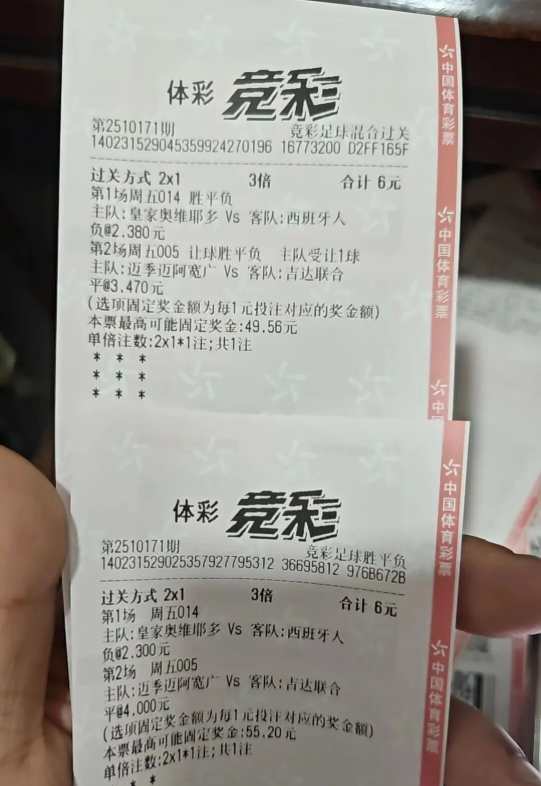 体彩 竞彩
第2510171期 竞彩足球混合过关
140231529045359924270196 16773200 D2FF165F
过关方式 2x1 3倍 合计 6元
第1场周五014 胜平负
主队:皇家奥维耶多 Vs 客队:西班牙人
负@2.380元
第2场周五005 让球胜平负 主队受让1球
主队:迈季迈阿宽广 Vs 客队:吉达联合
平@3.470元
(选项固定奖金额为每1元投注对应的奖金额)
本票最高可能固定奖金:49.56元
单倍注数:2x1*1注;共1注
* * *
* * *
* * *
中国体育彩票
中国体育彩票
中国
体彩 竞彩
第2510171期 竞彩足球胜平负
140231529025357927795312 36695812 976B672B
过关方式 2x1 3倍 合计 6元
第1场 周五014
主队:皇家奥维耶多 Vs 客队:西班牙人
负@2.300元
第2场 周五005
主队:迈季迈阿宽广 Vs 客队:吉达联合
平@4.000元
(选项固定奖金额为每1元投注对应的奖金额)
本票最高可能固定奖金:55.20元
单倍注数:2x1*1注;共1注
* *
中国体育彩票
中国体育彩票